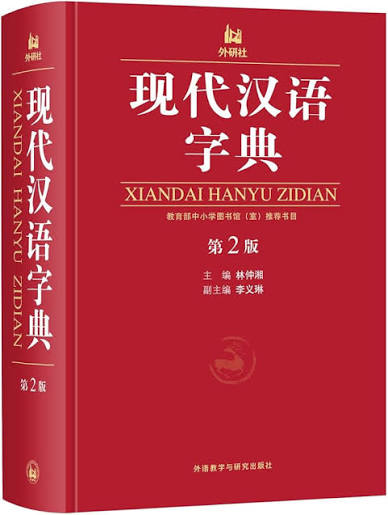 外研社
现代汉语
字典
XIANDAI HANYU ZIDIAN
教育部中小学图书馆（室）推荐书目
第2版
主 编 林仲湘
副主编 李义琳
外语教学与研究出版社
外研社
现代汉语字典
XIANDAI HANYU ZIDIAN
第2版